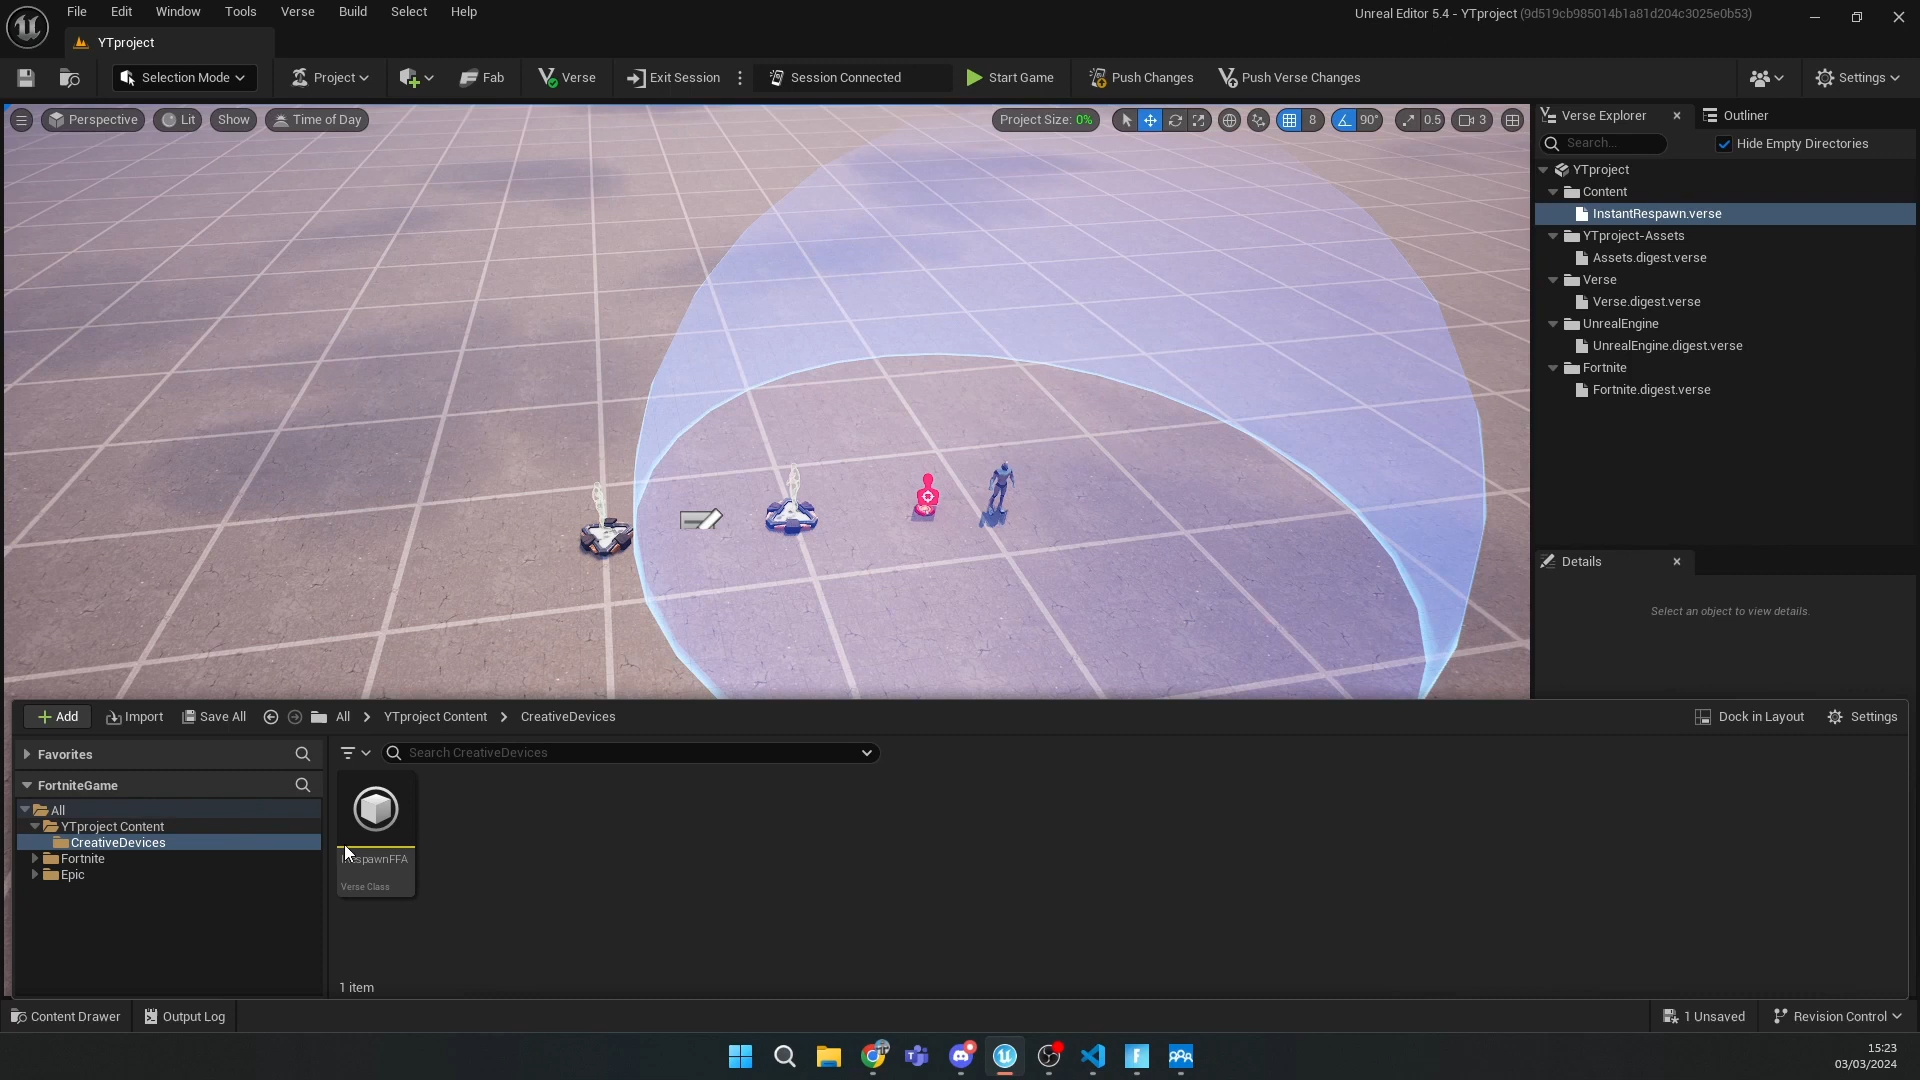 File Edit Window Tools Verse Build Select Help
Unreal Editor 5.4 - YTproject (9d519cb985014b1a81d204c3025e0b53)
YTproject
Selection Mode Project Fab Verse Exit Session Session Connected Start Game Push Changes Push Verse Changes Settings
Perspective Lit Show Time of Day Project Size: 0% 8 90° 0.5 3
Verse Explorer Outliner
Search... Hide Empty Directories
YTproject
Content
InstantRespawn.verse
YTproject-Assets
Assets.digest.verse
Verse
Verse.digest.verse
UnrealEngine
UnrealEngine.digest.verse
Fortnite
Fortnite.digest.verse
Details
Select an object to view details.
Add Import Save All All YTproject Content CreativeDevices Dock in Layout Settings
Favorites Search CreativeDevices
FortniteGame
All
YTproject Content
CreativeDevices
Fortnite
Epic
Verse Class
1 item
Content Drawer Output Log 1 Unsaved Revision Control
15:23
03/03/2024